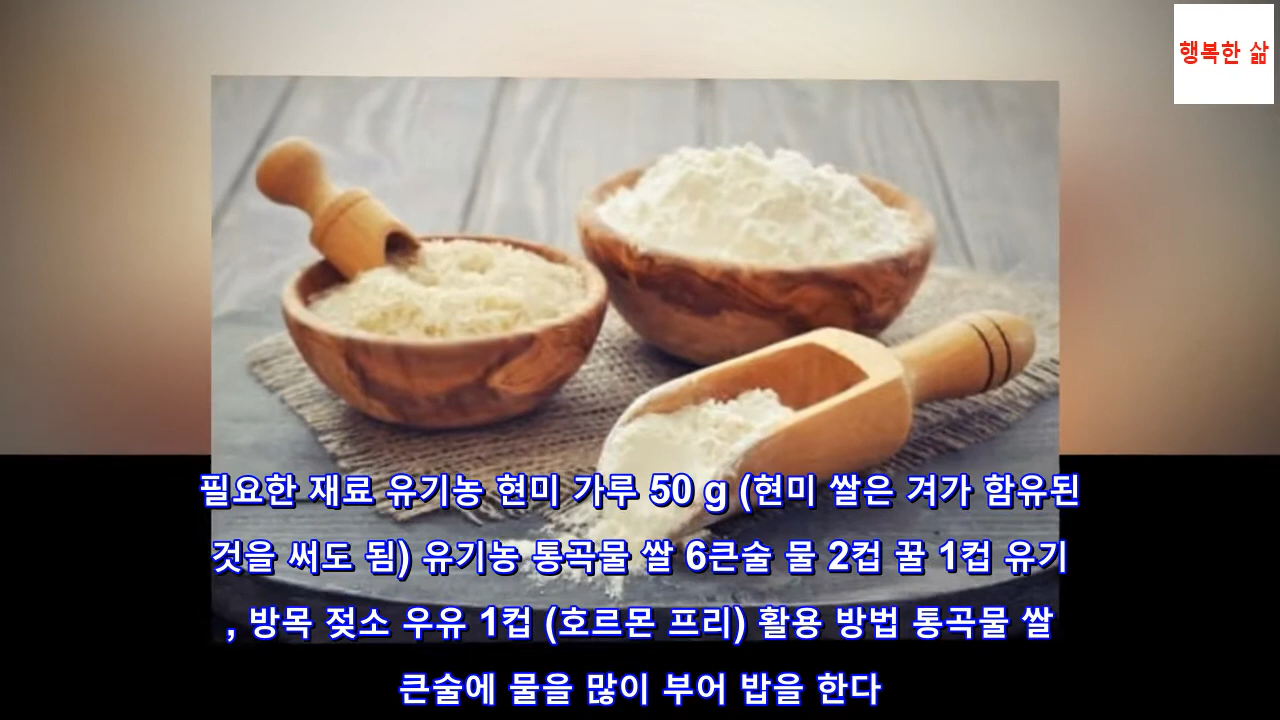 행복한 삶
필요한 재료 유기농 현미 가루 50 g (현미 쌀은 겨가 함유된
것을 써도 됨) 유기농 통곡물 쌀 6큰술 물 2컵 꿀 1컵 유기
, 방목 젖소 우유 1컵 (호르몬 프리) 활용 방법 통곡물 쌀
큰술에 물을 많이 부어 밥을 한다